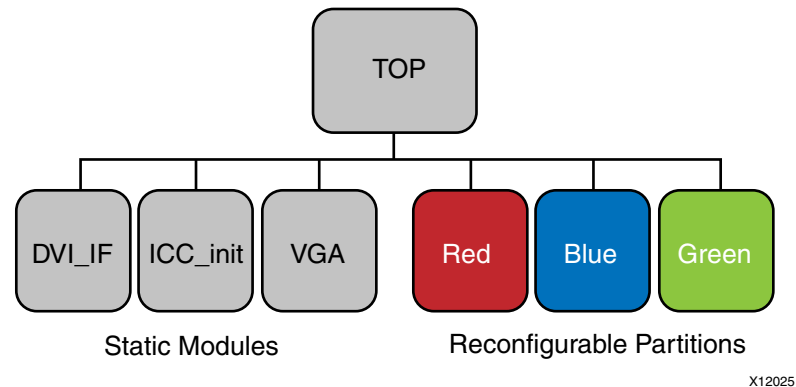 TOP
DVI_IF
ICC_init
VGA
Red
Blue
Green
Static Modules
Reconfigurable Partitions
X12025